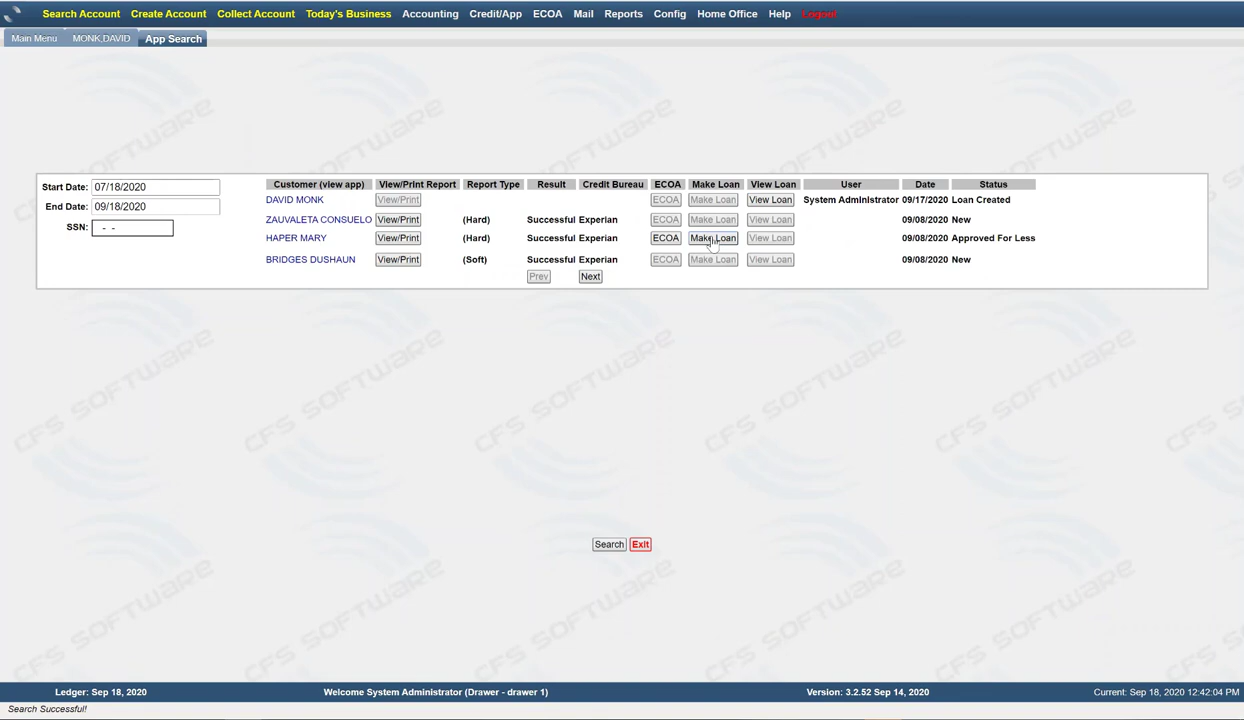 Search Account Create Account Collect Account Today's Business Accounting Credit/App ECOA Mail Reports Config Home Office Help Logout
Main Menu MONK,DAVID App Search
Start Date: 07/18/2020
End Date: 09/18/2020
SSN: - -
Customer (view app) View/Print Report Report Type Result Credit Bureau ECOA Make Loan View Loan User Date Status
DAVID MONK View/Print ECOA Make Loan View Loan System Administrator 09/17/2020 Loan Created
ZAUVALETA CONSUELO View/Print (Hard) Successful Experian ECOA Make Loan View Loan 09/08/2020 New
HAPER MARY View/Print (Hard) Successful Experian ECOA Make Loan View Loan 09/08/2020 Approved For Less
BRIDGES DUSHAUN View/Print (Soft) Successful Experian ECOA Make Loan View Loan 09/08/2020 New
Prev Next
Search Exit
CFS SOFTWARE
Ledger: Sep 18, 2020 Welcome System Administrator (Drawer - drawer 1) Version: 3.2.52 Sep 14, 2020 Current: Sep 18, 2020 12:42:04 PM
Search Successful!